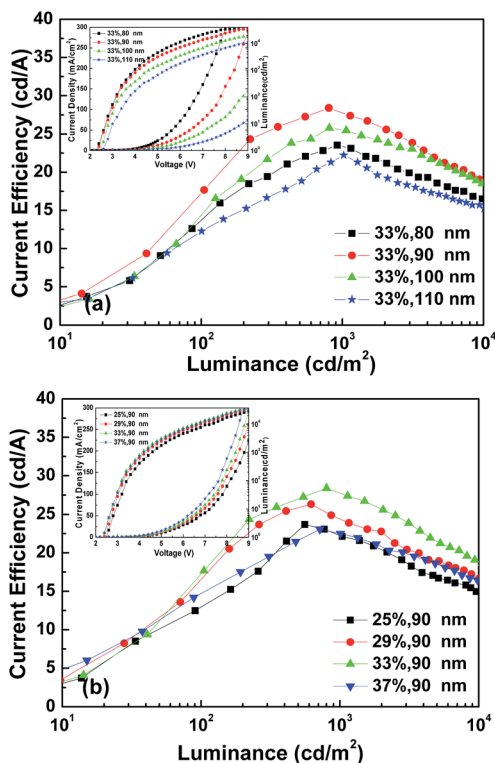 40
35
30
25
20
15
10
5
0
Current Efficiency (cd/A)
300
250
200
150
100
50
0
Current Density (mA/cm²)
33%,80 nm
33%,90 nm
33%,100 nm
33%,110 nm
2 3 4 5 6 7 8 9
Voltage (V)
Luminance(cd/m²)
33%,80 nm
33%,90 nm
33%,100 nm
33%,110 nm
(a)
10¹ 10² 10³ 10⁴
Luminance (cd/m²)
40
35
30
25
20
15
10
5
0
Current Efficiency (cd/A)
300
250
200
150
100
50
0
Current Density (mA/cm²)
25%,90 nm
29%,90 nm
33%,90 nm
37%,90 nm
2 3 4 5 6 7 8 9
Voltage (V)
Luminance(cd/m²)
25%,90 nm
29%,90 nm
33%,90 nm
37%,90 nm
(b)
10¹ 10² 10³ 10⁴
Luminance (cd/m²)